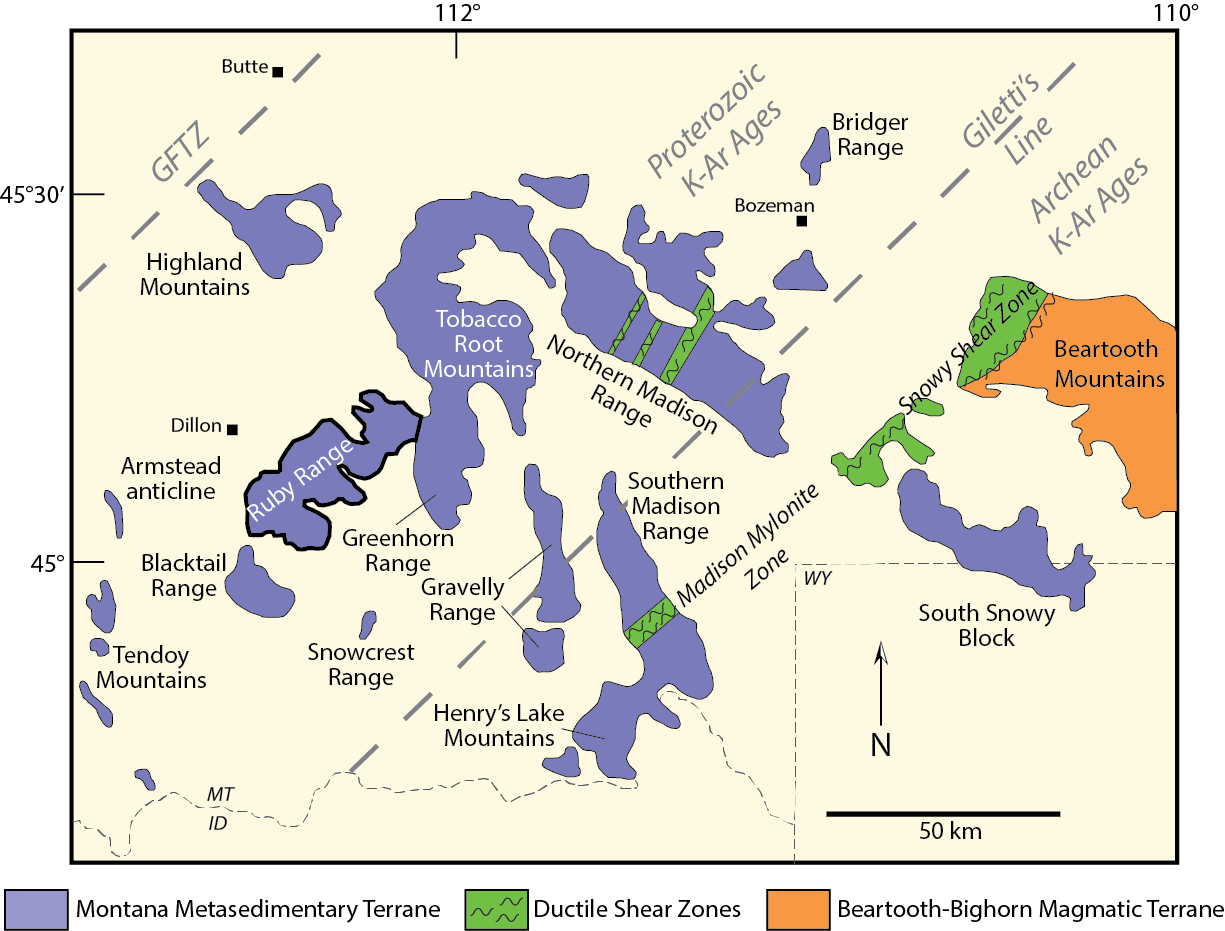 112°
110°
Butte
GFTZ
Proterozoic
K-Ar Ages
Giletti's
Line
Archean
K-Ar Ages
Bridger
Range
45°30′
Bozeman
Highland
Mountains
Tobacco
Root
Mountains
Northern Madison
Range
Snowy Shear Zone
Beartooth
Mountains
Dillon
Armstead
anticline
Ruby Range
Southern
Madison
Range
Greenhorn
Range
Madison Mylonite
Zone
45°
Blacktail
Range
Gravelly
Range
WY
South Snowy
Block
Snowcrest
Range
Tendoy
Mountains
Henry's Lake
Mountains
N
MT
ID
50 km
Montana Metasedimentary Terrane
Ductile Shear Zones
Beartooth-Bighorn Magmatic Terrane